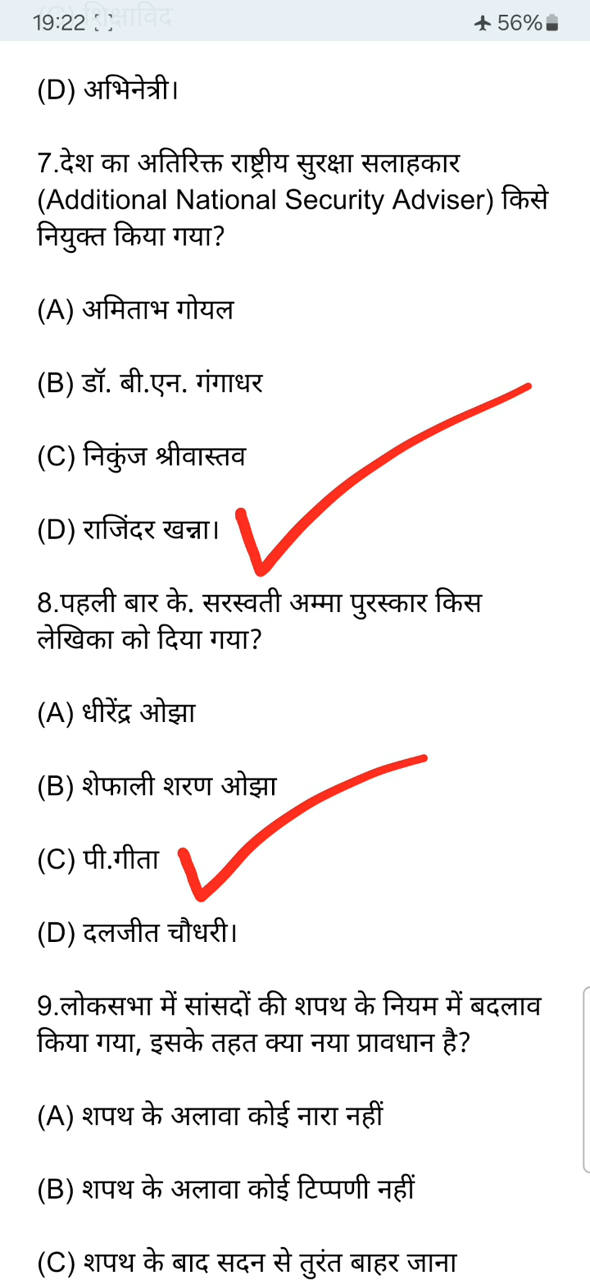 19:22
56%
(D) अभिनेत्री।
7.देश का अतिरिक्त राष्ट्रीय सुरक्षा सलाहकार
(Additional National Security Adviser) किसे
नियुक्त किया गया?
(A) अमिताभ गोयल
(B) डॉ. बी.एन. गंगाधर
(C) निकुंज श्रीवास्तव
(D) राजिंदर खन्ना।
8.पहली बार के. सरस्वती अम्मा पुरस्कार किस
लेखिका को दिया गया?
(A) धीरेंद्र ओझा
(B) शेफाली शरण ओझा
(C) पी.गीता
(D) दलजीत चौधरी।
9.लोकसभा में सांसदों की शपथ के नियम में बदलाव
किया गया, इसके तहत क्या नया प्रावधान है?
(A) शपथ के अलावा कोई नारा नहीं
(B) शपथ के अलावा कोई टिप्पणी नहीं
(C) शपथ के बाद सदन से तुरंत बाहर जाना